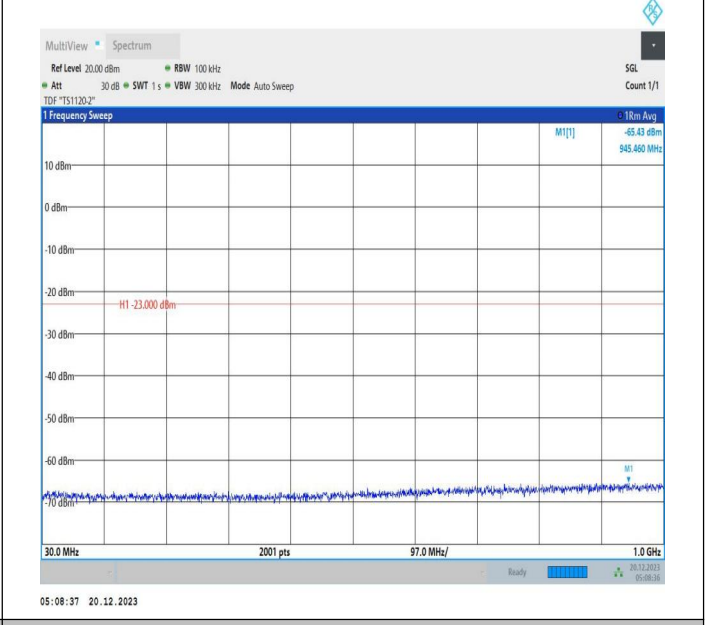 R S
MultiView Spectrum
Ref Level 20.00 dBm RBW 100 kHz SGL
Att 30 dB SWT 1 s VBW 300 kHz Mode Auto Sweep Count 1/1
TDF "TS1120-2"
1 Frequency Sweep 1Rm Avg
M1[1] -65.43 dBm
945.460 MHz
10 dBm
0 dBm
-10 dBm
-20 dBm
H1 -23.000 dBm
-30 dBm
-40 dBm
-50 dBm
-60 dBm
M1
-70 dBm
30.0 MHz 2001 pts 97.0 MHz/ 1.0 GHz
Ready 20.12.2023
05:08:36
05:08:37 20.12.2023